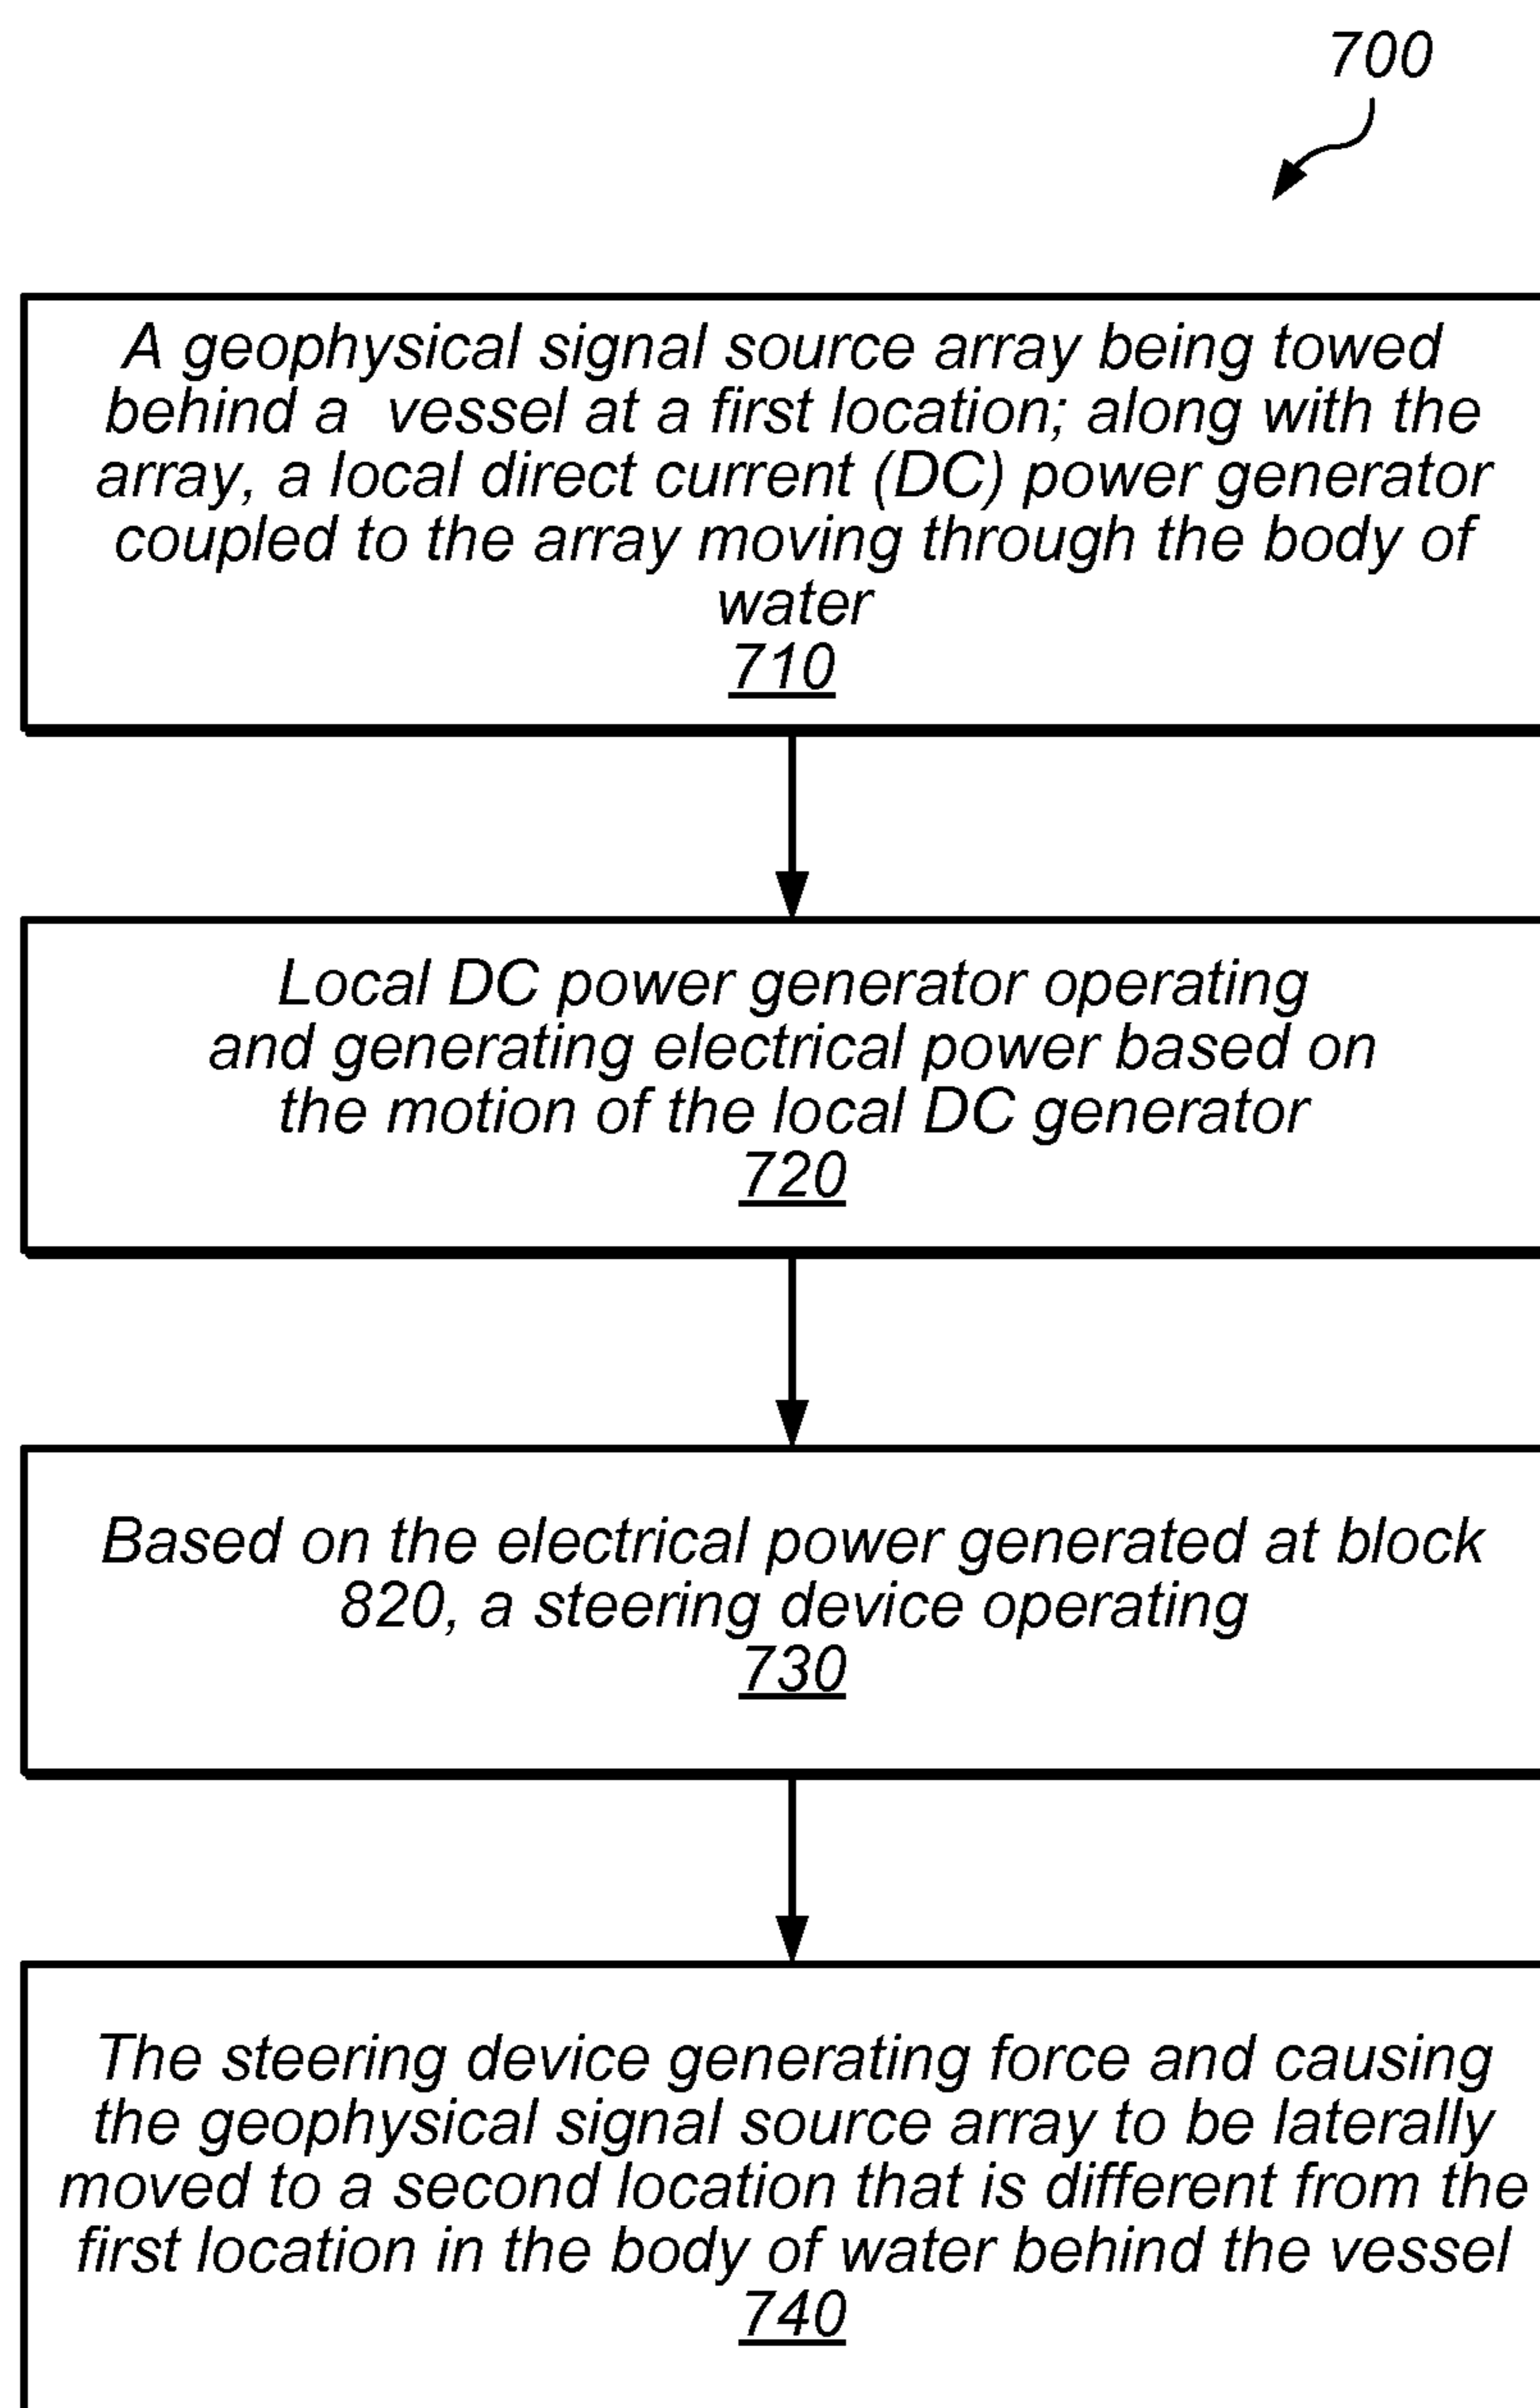 700
A geophysical signal source array being towed
behind a vessel at a first location; along with the
array, a local direct current (DC) power generator
coupled to the array moving through the body of
water
710
Local DC power generator operating
and generating electrical power based on
the motion of the local DC generator
720
Based on the electrical power generated at block
820, a steering device operating
730
The steering device generating force and causing
the geophysical signal source array to be laterally
moved to a second location that is different from the
first location in the body of water behind the vessel
740